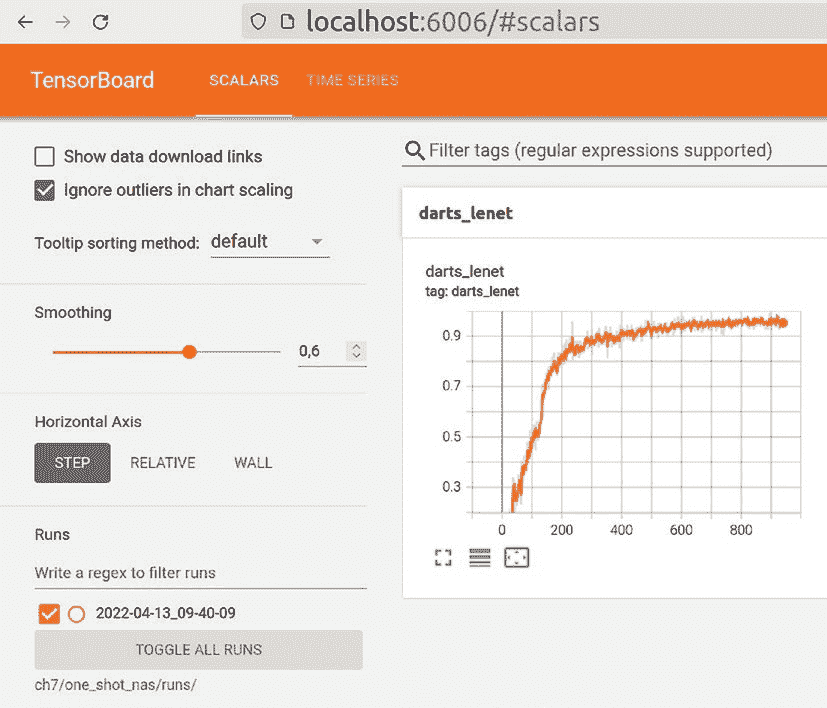 localhost:6006/#scalars
TensorBoard
SCALARS
TIME SERIES
Show data download links
Ignore outliers in chart scaling
Tooltip sorting method: default
Smoothing
0,6
Horizontal Axis
STEP RELATIVE WALL
Runs
Write a regex to filter runs
2022-04-13_09-40-09
TOGGLE ALL RUNS
ch7/one_shot_nas/runs/
Filter tags (regular expressions supported)
darts_lenet
darts_lenet
tag: darts_lenet
0.9
0.7
0.5
0.3
0 200 400 600 800